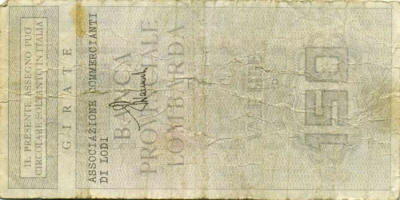 IL PRESENTE ASSEGNO PUÒ
CIRCOLARE SOLTANTO IN ITALIA
GIRATE
ASSOCIAZIONE COMMERCIANTI
DI LODI
BANCA
PROVINCIALE
LOMBARDA
150